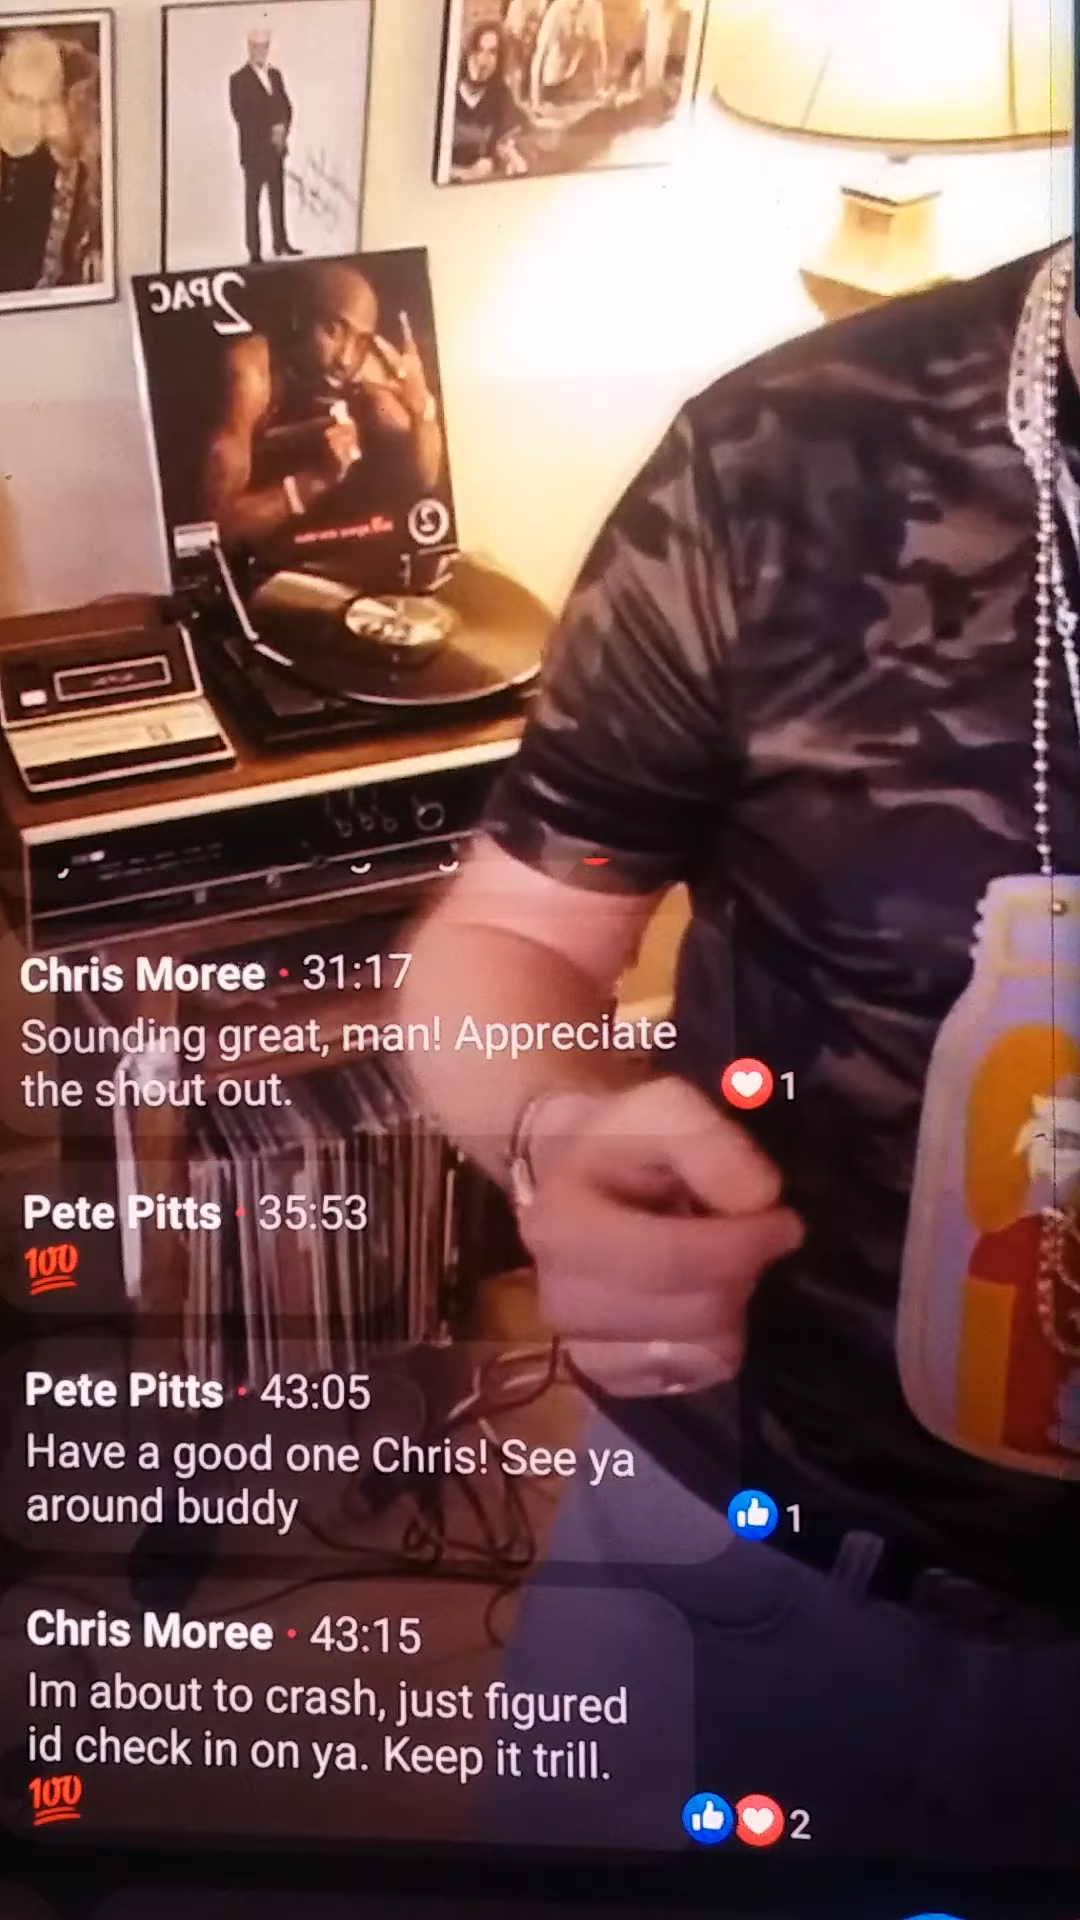 2PAC
2
Chris Moree · 31:17
Sounding great, man! Appreciate
the shout out.
1
Pete Pitts · 35:53
💯
Pete Pitts · 43:05
Have a good one Chris! See ya
around buddy
1
Chris Moree · 43:15
Im about to crash, just figured
id check in on ya. Keep it trill.
💯
2